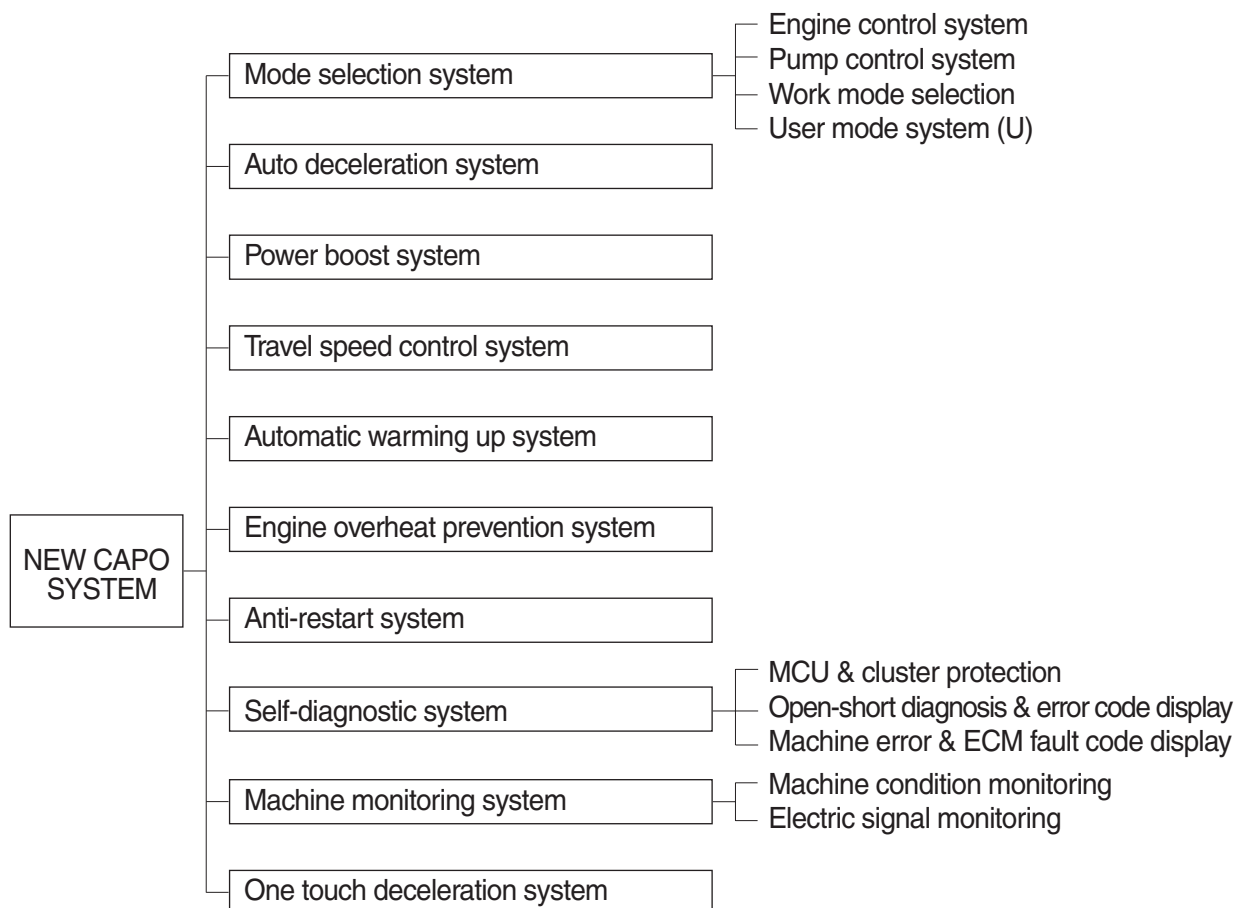 Engine control system
Mode selection system
Pump control system
Work mode selection
User mode system (U)
Auto deceleration system
Power boost system
Travel speed control system
Automatic warming up system
Engine overheat prevention system
NEW CAPO
SYSTEM
Anti-restart system
MCU & cluster protection
Self-diagnostic system
Open-short diagnosis & error code display
Machine error & ECM fault code display
Machine monitoring system
Machine condition monitoring
Electric signal monitoring
One touch deceleration system